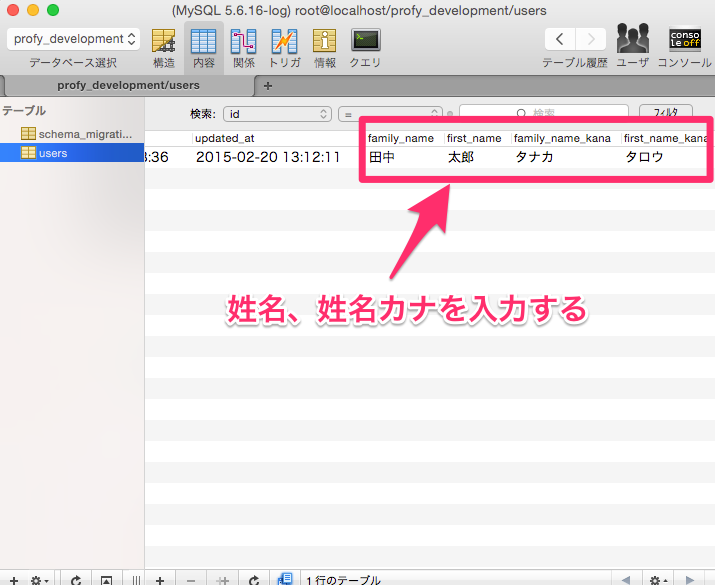 (MySQL 5.6.16-log) root@localhost/profy_development/users
profy_development
データベース選択 構造 内容 関係 トリガ 情報 クエリ テーブル履歴 ユーザ コンソール
conso
le off
profy_development/users
テーブル
検索: id = 検索 フィルタ
schema_migrati...
users
updated_at family_name first_name family_name_kana first_name_kana
3:36 2015-02-20 13:12:11 田中 太郎 タナカ タロウ
姓名、姓名カナを入力する
1 行のテーブル